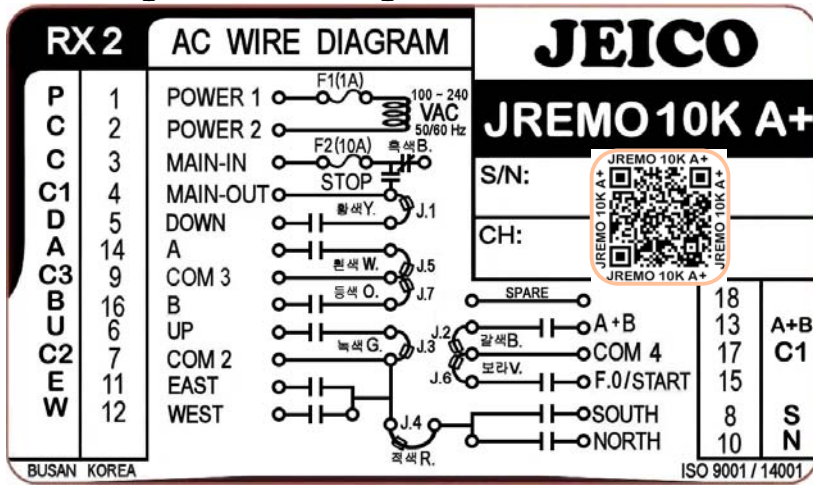 RX 2 AC WIRE DIAGRAM JEICO
JREMO 10K A+
S/N:
CH:
JREMO 10K A+
JREMO 10K A+
JREMO 10K A+
JREMO 10K A+
P 1 POWER 1 F1(1A) 100 ~ 240
VAC
C 2 POWER 2 50/60 Hz
C 3 MAIN-IN F2(10A) 흑색B.
STOP
C1 4 MAIN-OUT
황색Y. J.1
D 5 DOWN
A 14 A
흰색 W. J.5
C3 9 COM 3
등색 O. J.7
B 16 B
U 6 UP
녹색G. J.3
C2 7 COM 2
E 11 EAST
W 12 WEST
J.4
적색R.
SPARE 18
J.2 A+B 13 A+B
갈색B.
COM 4 17 C1
보라V.
J.6 F.0/START 15
SOUTH 8 S
NORTH 10 N
BUSAN KOREA ISO 9001 / 14001